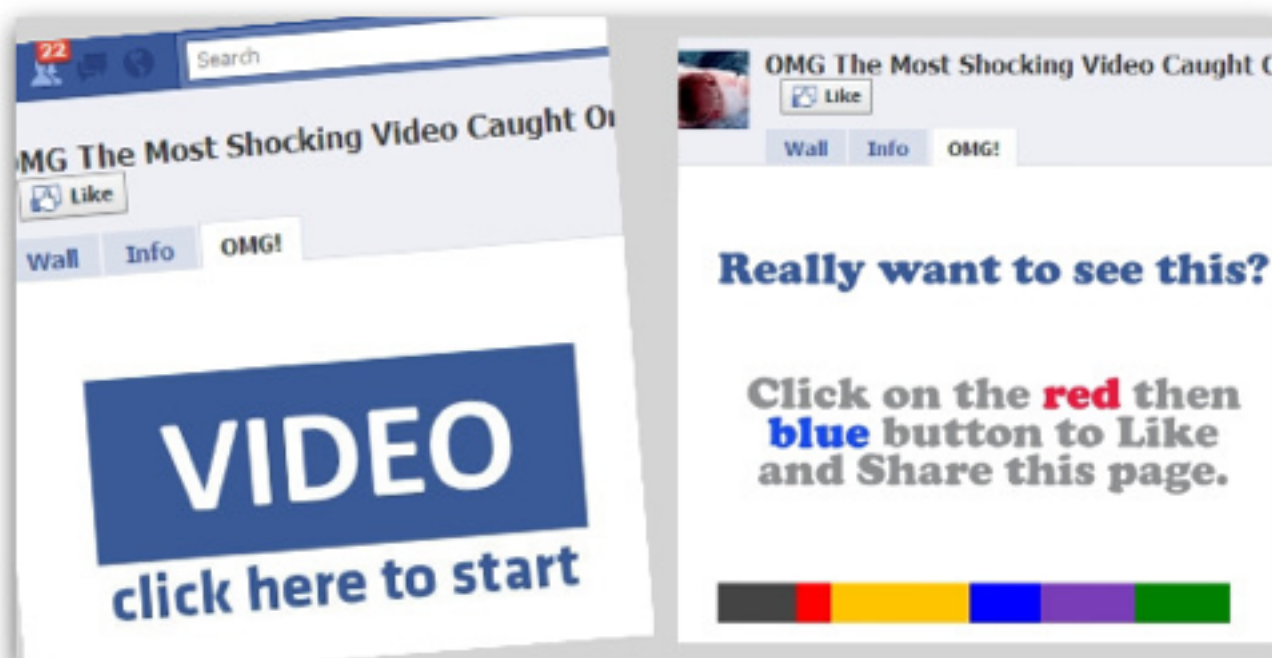 22
Search
OMG The Most Shocking Video Caught O
Like
Wall Info OMG!
VIDEO
click here to start
OMG The Most Shocking Video Caught
Like
Wall Info OMG!
Really want to see this?
Click on the red then
blue button to Like
and Share this page.